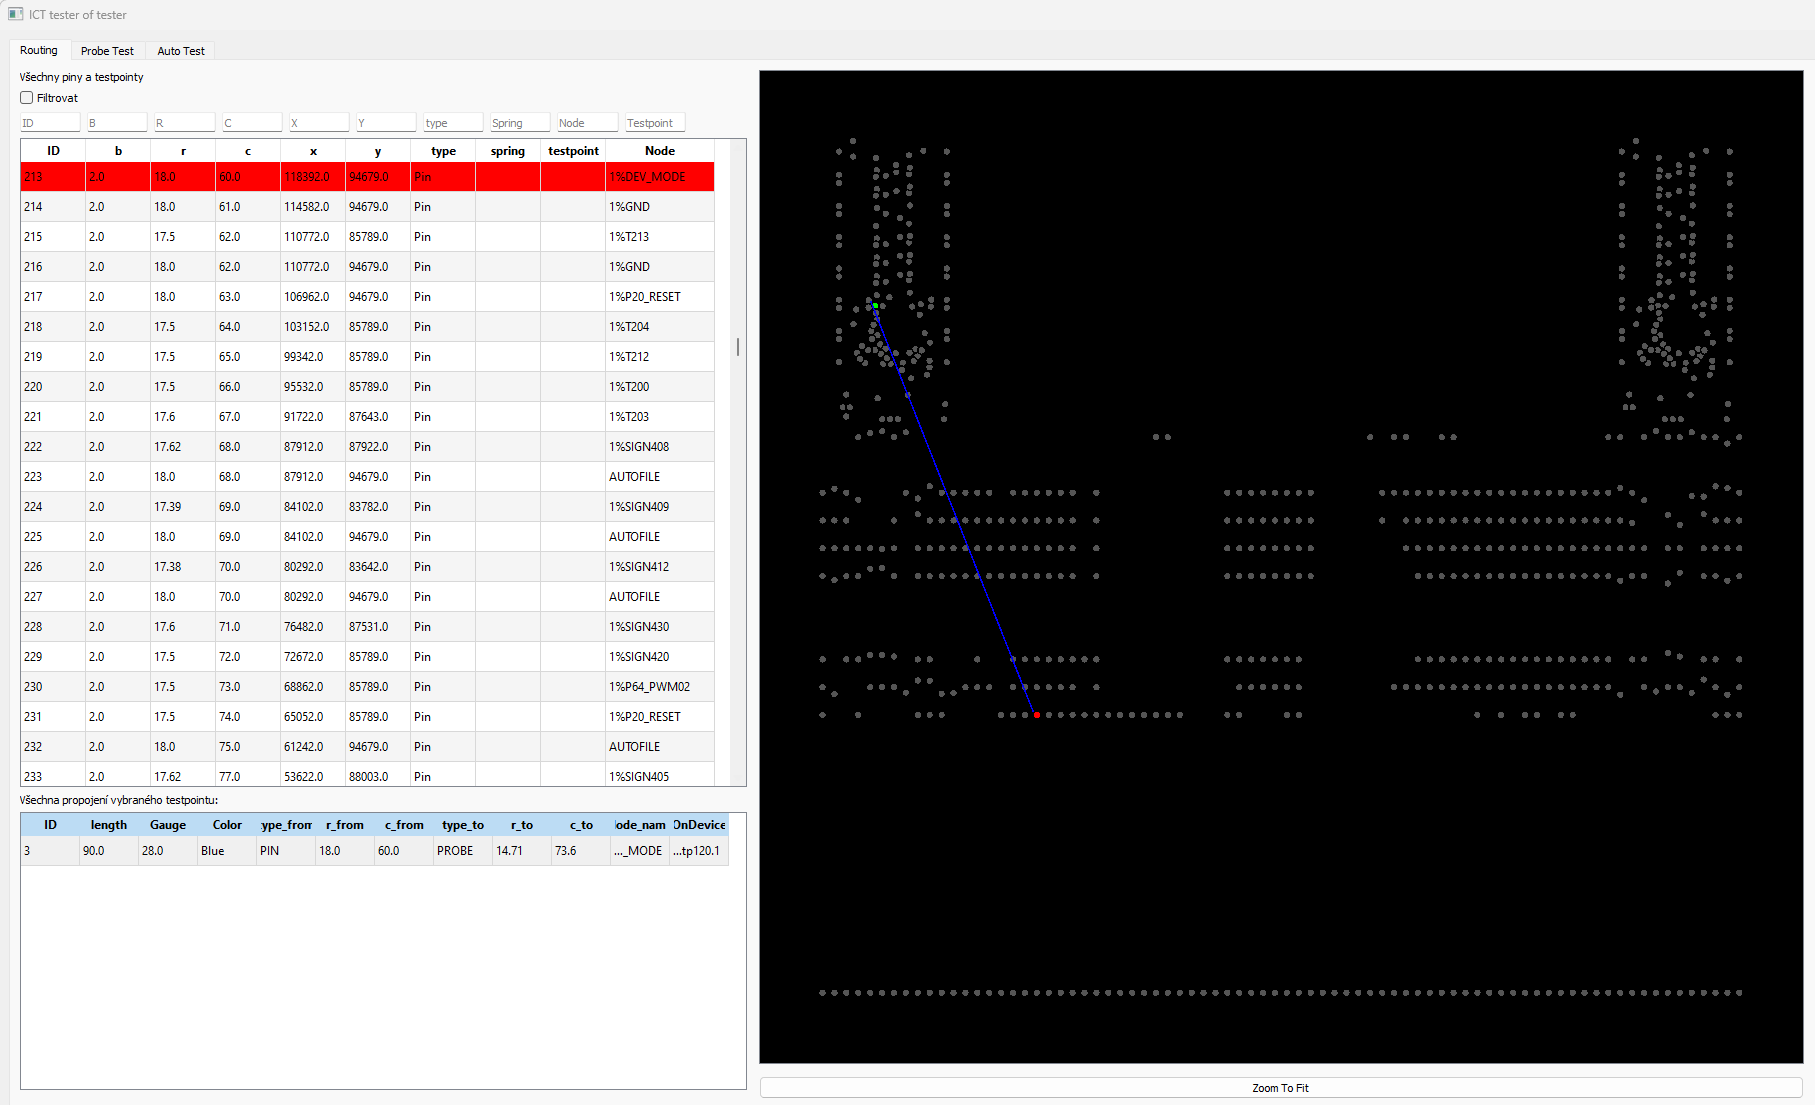 ICT tester of tester
Routing Probe Test Auto Test
Všechny piny a testpointy
Filtrovat
ID B R C X Y type Spring Node Testpoint
ID b r c x y type spring testpoint Node
213 2.0 18.0 60.0 118392.0 94679.0 Pin 1%DEV_MODE
214 2.0 18.0 61.0 114582.0 94679.0 Pin 1%GND
215 2.0 17.5 62.0 110772.0 85789.0 Pin 1%T213
216 2.0 18.0 62.0 110772.0 94679.0 Pin 1%GND
217 2.0 18.0 63.0 106962.0 94679.0 Pin 1%P20_RESET
218 2.0 17.5 64.0 103152.0 85789.0 Pin 1%T204
219 2.0 17.5 65.0 99342.0 85789.0 Pin 1%T212
220 2.0 17.5 66.0 95532.0 85789.0 Pin 1%T200
221 2.0 17.6 67.0 91722.0 87643.0 Pin 1%T203
222 2.0 17.62 68.0 87912.0 87922.0 Pin 1%SIGN408
223 2.0 18.0 68.0 87912.0 94679.0 Pin AUTOFILE
224 2.0 17.39 69.0 84102.0 83782.0 Pin 1%SIGN409
225 2.0 18.0 69.0 84102.0 94679.0 Pin AUTOFILE
226 2.0 17.38 70.0 80292.0 83642.0 Pin 1%SIGN412
227 2.0 18.0 70.0 80292.0 94679.0 Pin AUTOFILE
228 2.0 17.6 71.0 76482.0 87531.0 Pin 1%SIGN430
229 2.0 17.5 72.0 72672.0 85789.0 Pin 1%SIGN420
230 2.0 17.5 73.0 68862.0 85789.0 Pin 1%P64_PWM02
231 2.0 17.5 74.0 65052.0 85789.0 Pin 1%P20_RESET
232 2.0 18.0 75.0 61242.0 94679.0 Pin AUTOFILE
233 2.0 17.62 77.0 53622.0 88003.0 Pin 1%SIGN405
Všechna propojení vybraného testpointu:
ID length Gauge Color ype_from r_from c_from type_to r_to c_to ode_nam OnDevice
3 90.0 28.0 Blue PIN 18.0 60.0 PROBE 14.71 73.6 ..._MODE ...tp120.1
Zoom To Fit